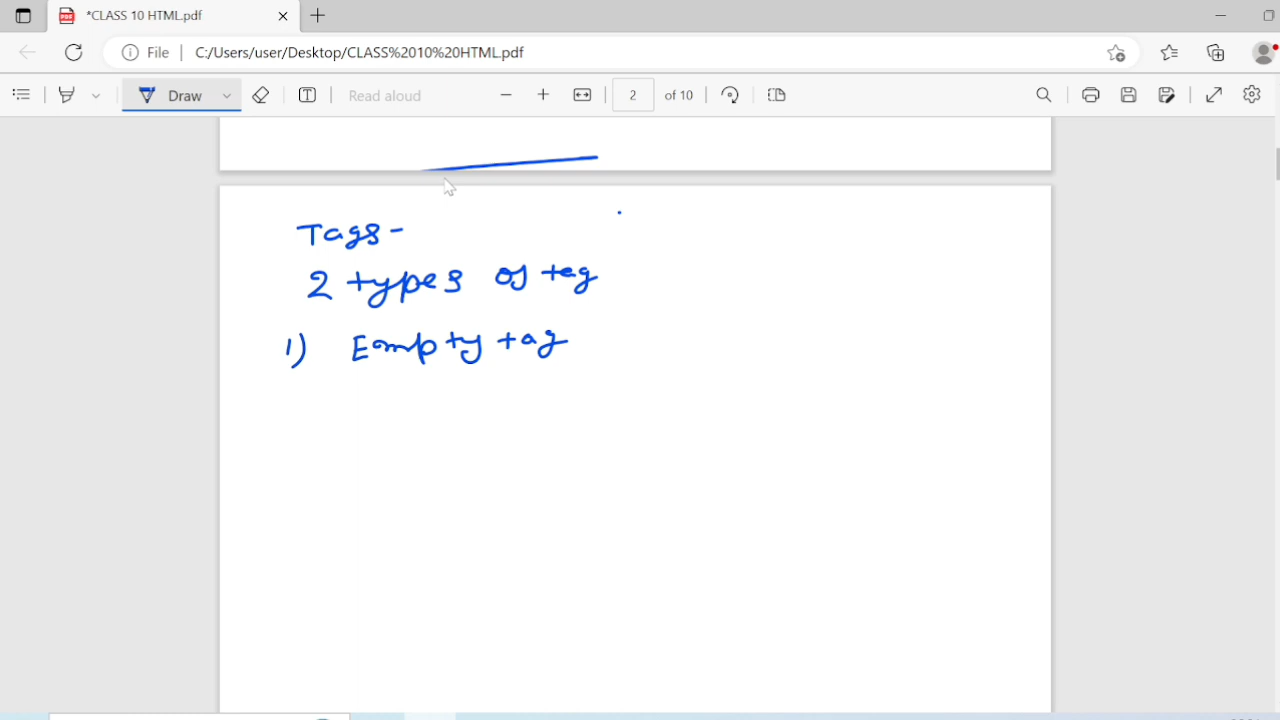 *CLASS 10 HTML.pdf
File
C:/Users/user/Desktop/CLASS%2010%20HTML.pdf
Draw
Read aloud
2 of 10
Tags -
2 types of tag
1) Empty tag